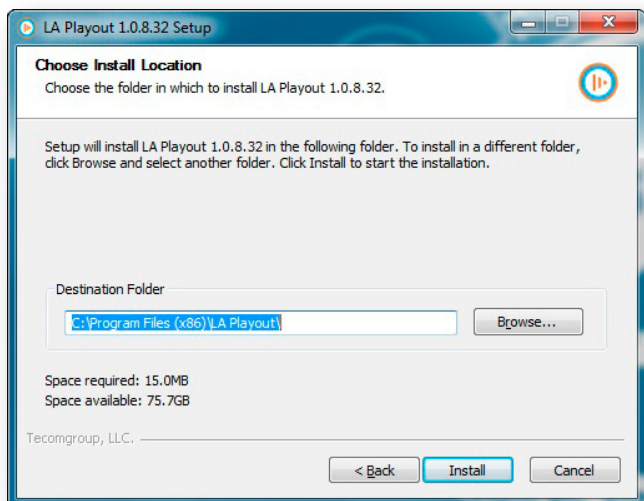 LA Playout 1.0.8.32 Setup
Choose Install Location
Choose the folder in which to install LA Playout 1.0.8.32.
Setup will install LA Playout 1.0.8.32 in the following folder. To install in a different folder,
click Browse and select another folder. Click Install to start the installation.
Destination Folder
C:\Program Files (x86)\LA Playout\
Browse...
Space required: 15.0MB
Space available: 75.7GB
Tecomgroup, LLC.
< Back
Install
Cancel